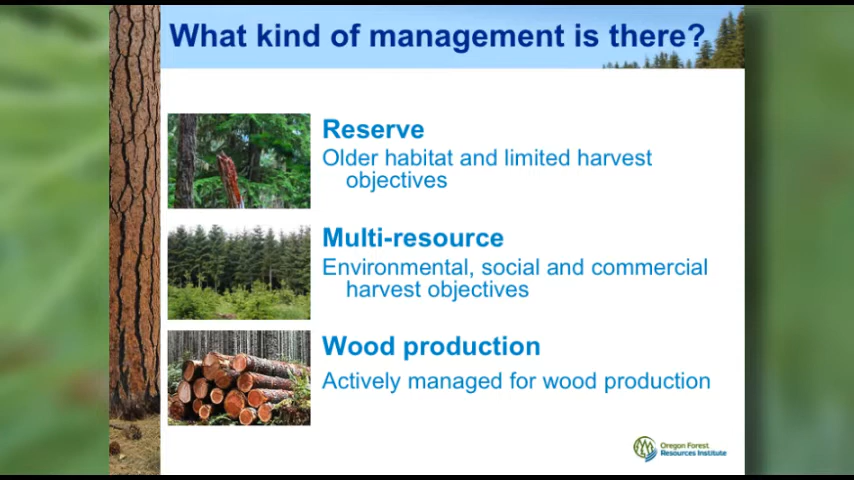 What kind of management is there?
Reserve
Older habitat and limited harvest
objectives
Multi-resource
Environmental, social and commercial
harvest objectives
Wood production
Actively managed for wood production
Oregon Forest
Resources Institute